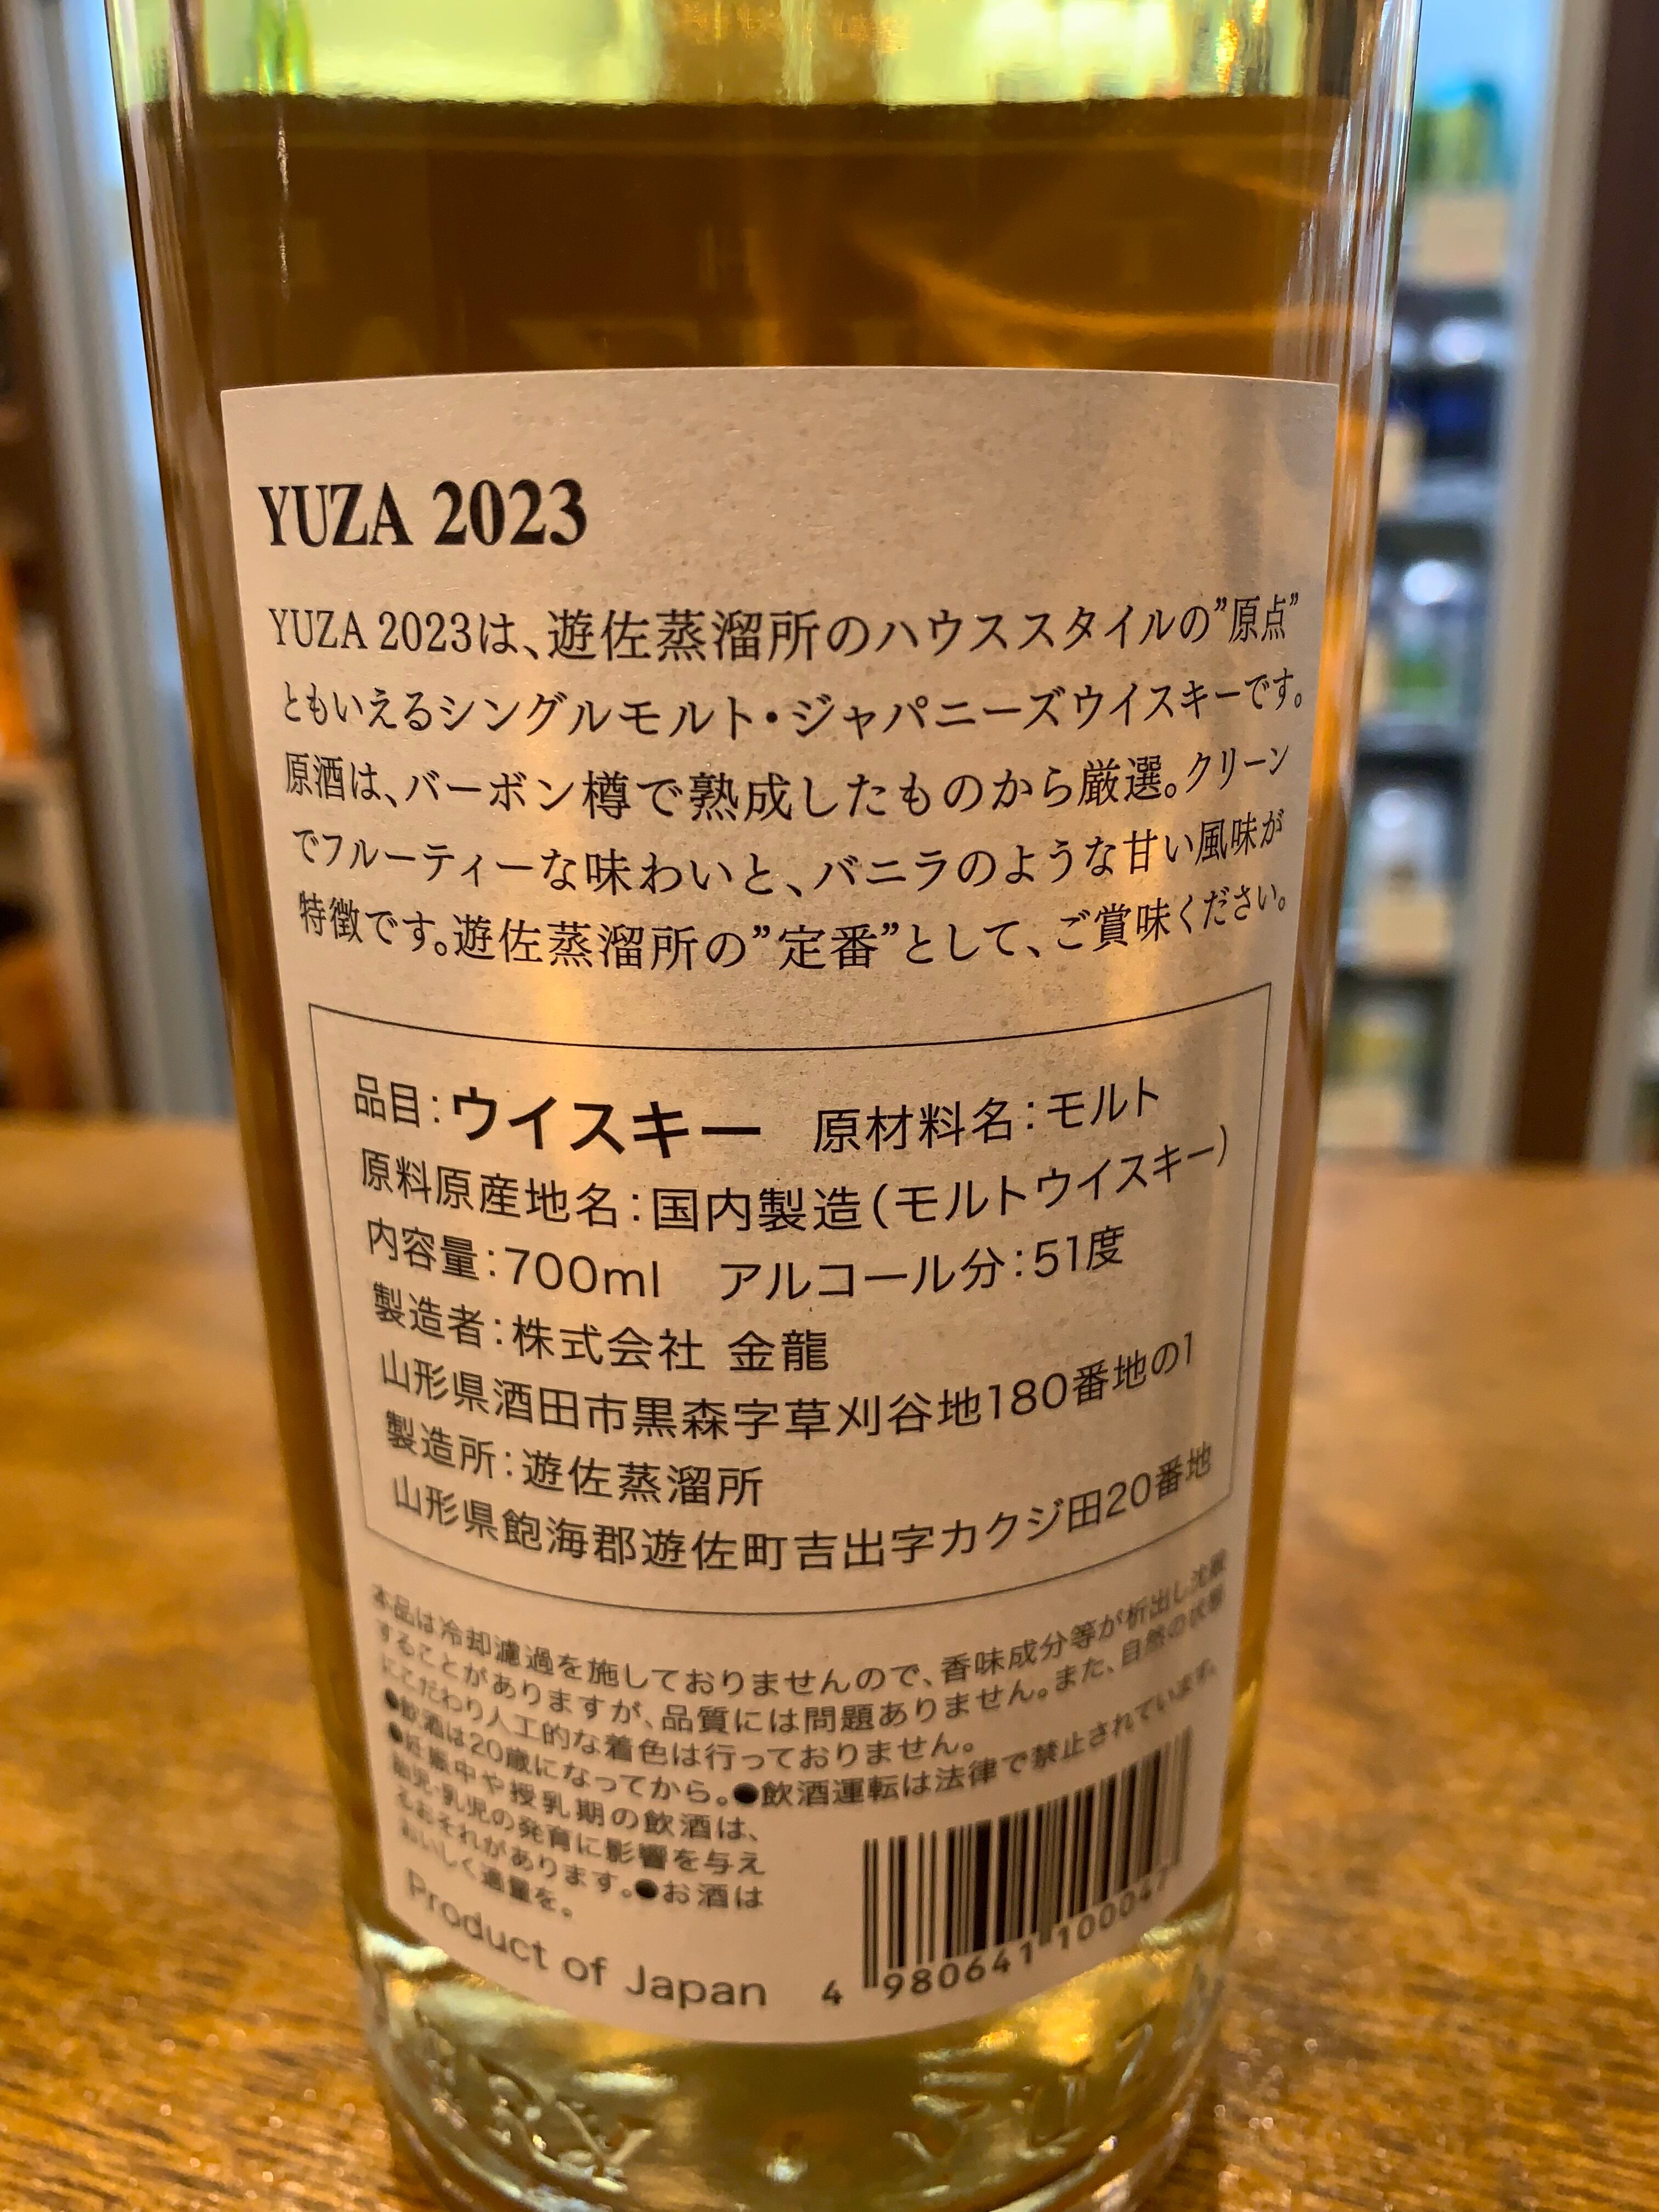 YUZA 2023
YUZA 2023は、遊佐蒸溜所のハウススタイルの”原点”
ともいえるシングルモルト・ジャパニーズウイスキーです。
原酒は、バーボン樽で熟成したものから厳選。クリーン
でフルーティーな味わいと、バニラのような甘い風味が
特徴です。遊佐蒸溜所の”定番”として、ご賞味ください。
品目：ウイスキー 原材料名：モルト
原料原産地名：国内製造（モルトウイスキー）
内容量：700ml アルコール分：51度
製造者：株式会社 金龍
山形県酒田市黒森字草刈谷地180番地の1
製造所：遊佐蒸溜所
山形県飽海郡遊佐町吉出字カクジ田20番地
本品は冷却濾過を施しておりませんので、香味成分等が析出し沈殿
することがありますが、品質には問題ありません。また、自然の状態
にこだわり人工的な着色は行っておりません。
●飲酒は20歳になってから。●飲酒運転は法律で禁止されています。
●妊娠中や授乳期の飲酒は、
胎児・乳児の発育に影響を与え
るおそれがあります。●お酒は
おいしく適量を。
Product of Japan
4 980641 100047